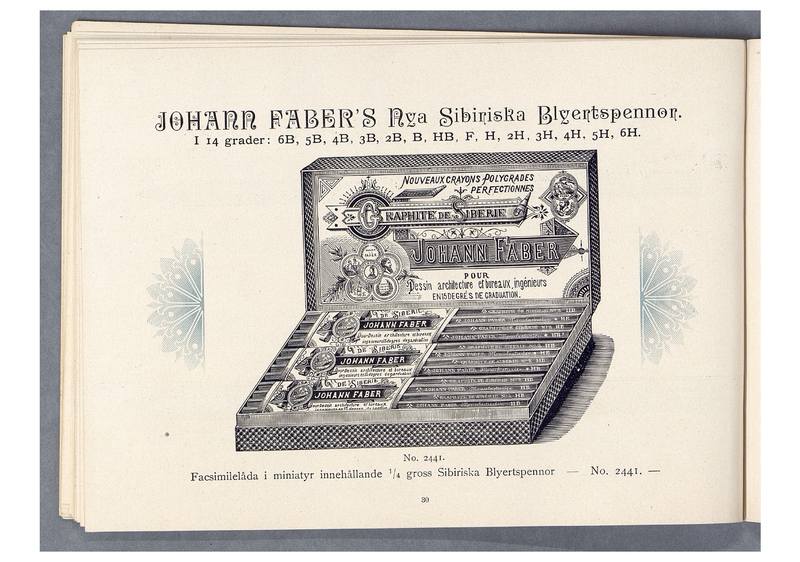 JOHANN FABER'S Nya Sibiriska Blyertspennor.
I 14 grader: 6B, 5B, 4B, 3B, 2B, B, HB, F, H, 2H, 3H, 4H, 5H, 6H.
NOUVEAUX CRAYONS POLYGRADES
PERFECTIONNES
GRAPHITE DE SIBERIE
JOHANN FABER
POUR
Dessin architecture et bureaux, ingénieurs
EN 15 DEGRÉS DE GRADUATION.
G DE SIBERIE
JOHANN FABER
G DE SIBERIE
JOHANN FABER
G DE SIBERIE
JOHANN FABER
No. 2441.
Facsimilelåda i miniatyr innehållande 1/4 gross Sibiriska Blyertspennor — No. 2441. —
30